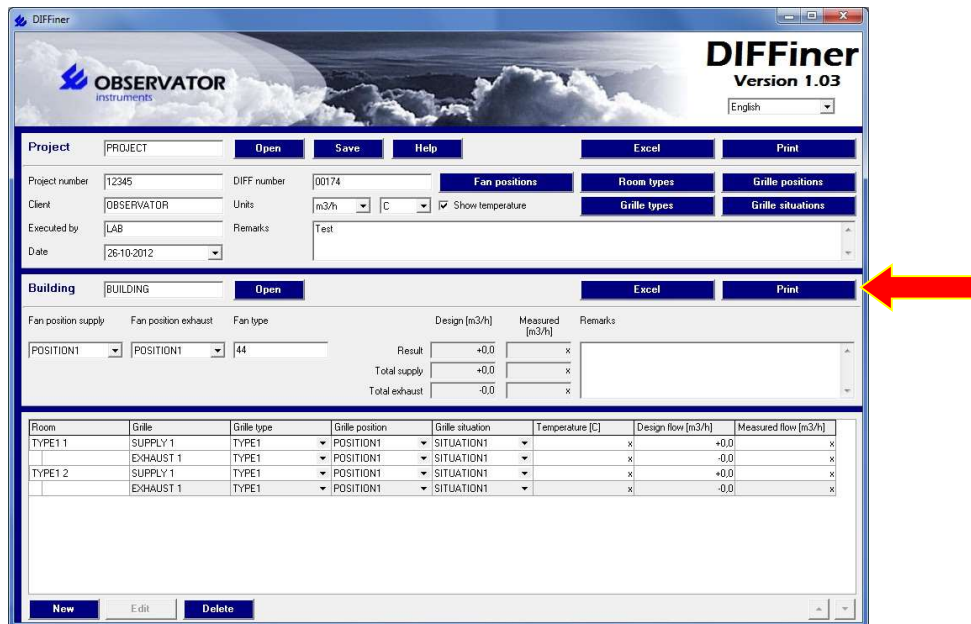 DIFFiner
OBSERVATOR
instruments
DIFFiner
Version 1.03
English
Project PROJECT Open Save Help Excel Print
Project number 12345 DIFF number 00174 Fan positions Room types Grille positions
Client OBSERVATOR Units m3/h C Show temperature Grille types Grille situations
Executed by LAB Remarks Test
Date 26-10-2012
Building BUILDING Open Excel Print
Fan position supply Fan position exhaust Fan type Design [m3/h] Measured [m3/h] Remarks
POSITION1 POSITION1 44 Result +0,0 x
Total supply +0,0 x
Total exhaust -0,0 x
Room Grille Grille type Grille position Grille situation Temperature [C] Design flow [m3/h] Measured flow [m3/h]
TYPE1 1 SUPPLY 1 TYPE1 POSITION1 SITUATION1 x +0,0 x
EXHAUST 1 TYPE1 POSITION1 SITUATION1 x -0,0 x
TYPE1 2 SUPPLY 1 TYPE1 POSITION1 SITUATION1 x +0,0 x
EXHAUST 1 TYPE1 POSITION1 SITUATION1 x -0,0 x
New Edit Delete